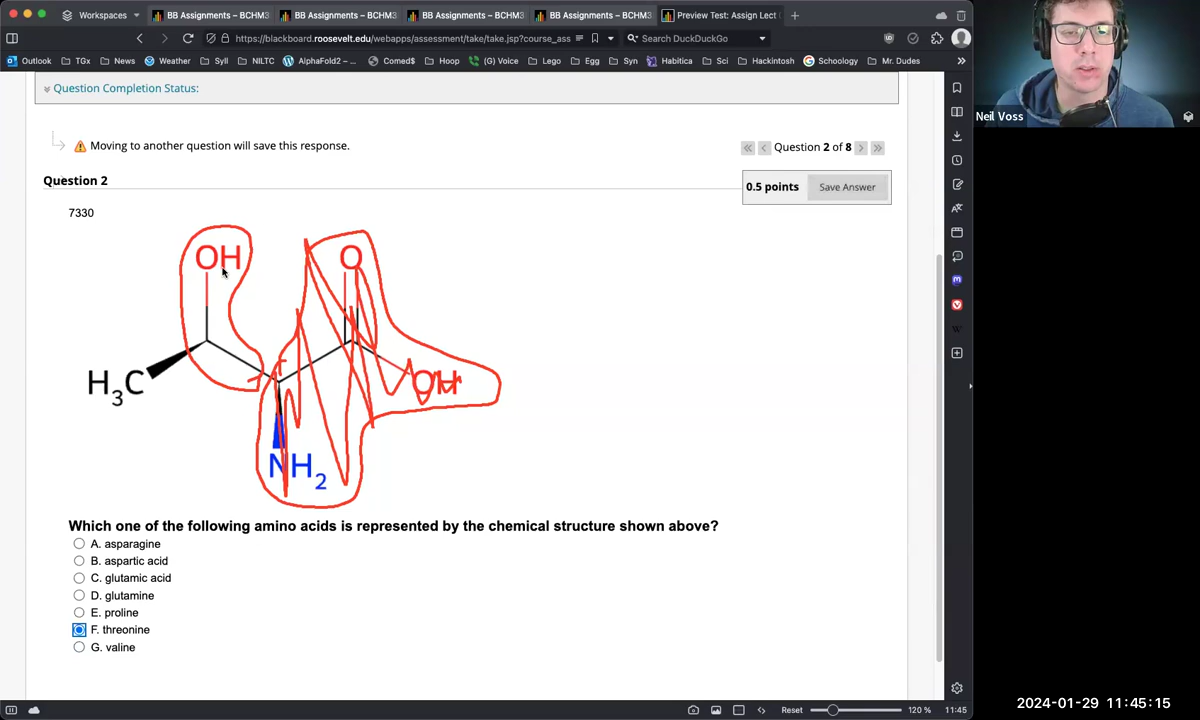 Workspaces
BB Assignments – BCHM3
BB Assignments – BCHM3
BB Assignments – BCHM3
BB Assignments – BCHM3
Preview Test: Assign Lect
https://blackboard.roosevelt.edu/webapps/assessment/take/take.jsp?course_ass
Search DuckDuckGo
Outlook
TGx
News
Weather
Syll
NILTC
AlphaFold2 – ...
Comed$
Hoop
(G) Voice
Lego
Egg
Syn
Habitica
Sci
Hackintosh
Schoology
Mr. Dudes
Question Completion Status:
Moving to another question will save this response.
Question 2 of 8
Question 2
0.5 points
Save Answer
7330
OH
O
H3C
OH
NH2
Which one of the following amino acids is represented by the chemical structure shown above?
A. asparagine
B. aspartic acid
C. glutamic acid
D. glutamine
E. proline
F. threonine
G. valine
Reset
120 %
11:45
Neil Voss
2024-01-29 11:45:15